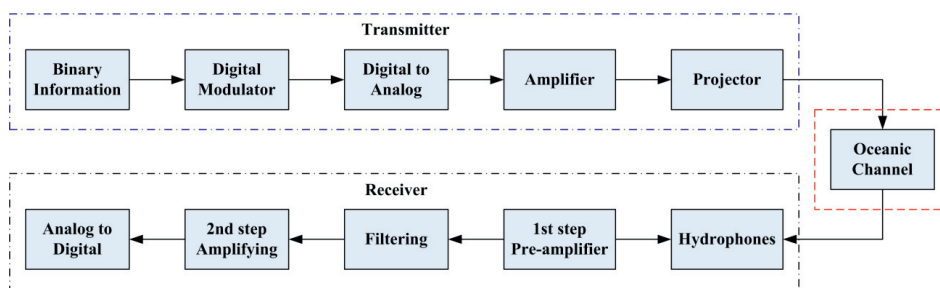 Transmitter
Binary
Information
Digital
Modulator
Digital to
Analog
Amplifier
Projector
Oceanic
Channel
Receiver
Analog to
Digital
2nd step
Amplifying
Filtering
1st step
Pre-amplifier
Hydrophones